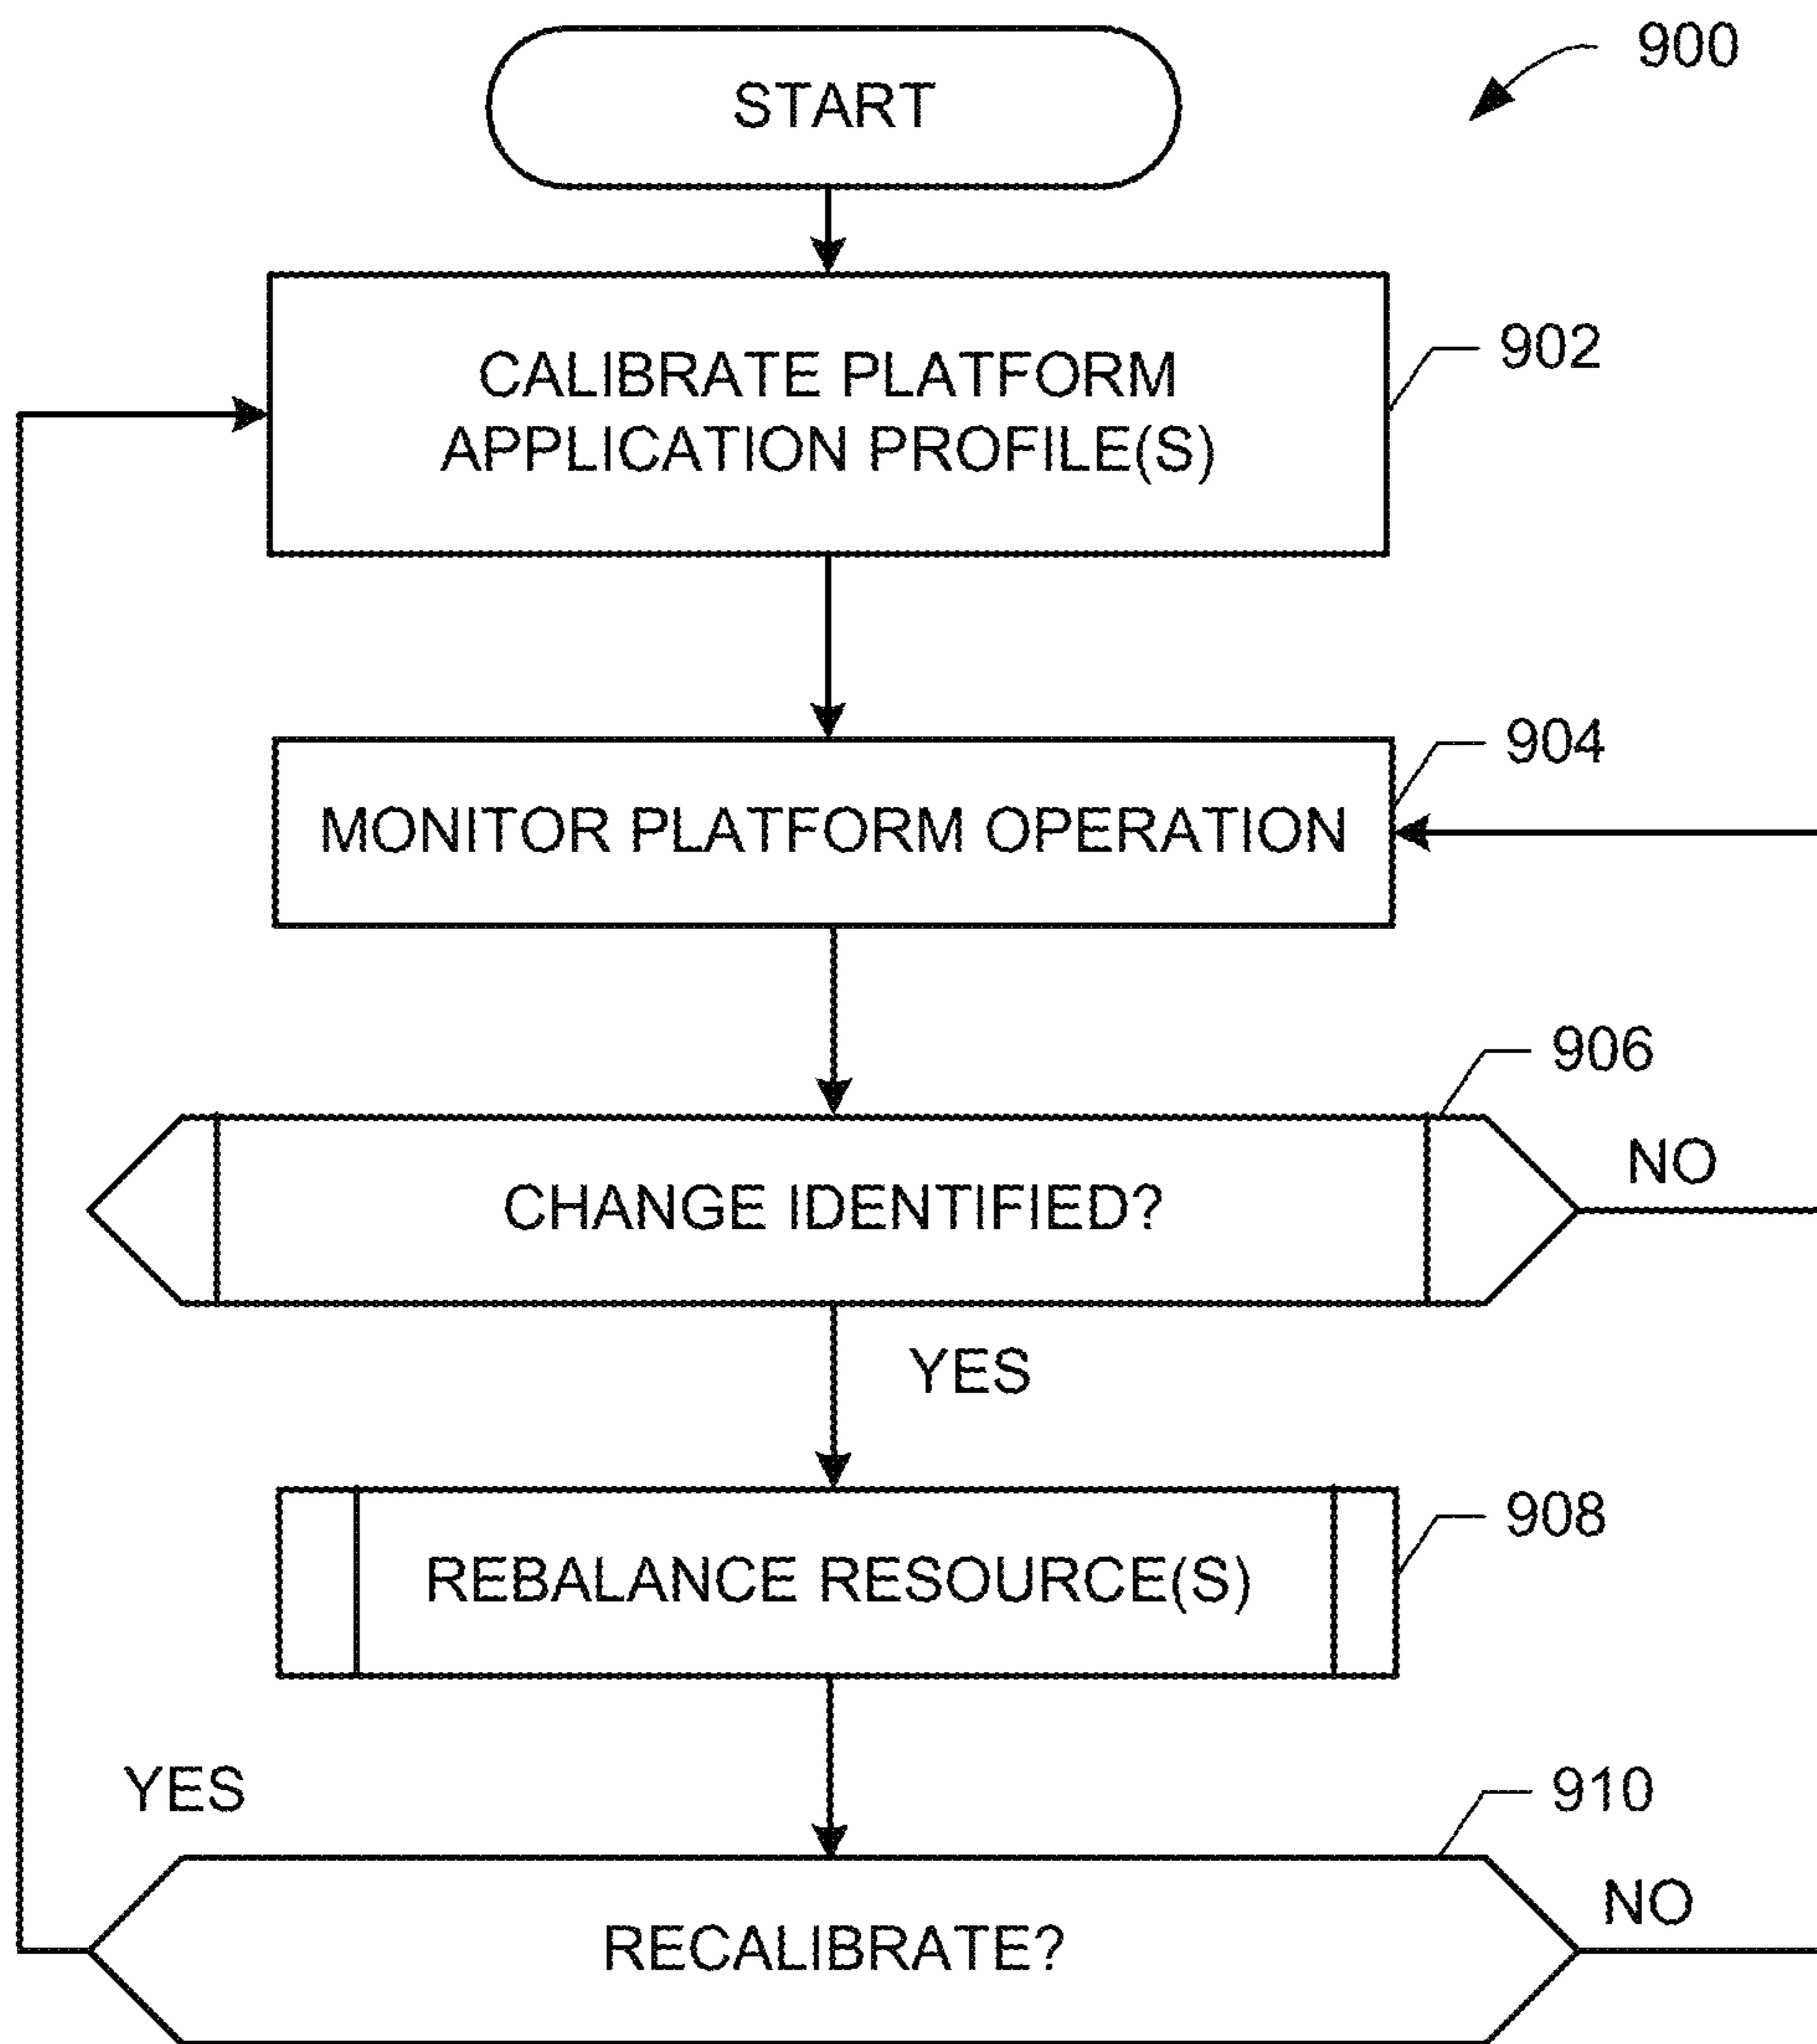 START
900
CALIBRATE PLATFORM
APPLICATION PROFILE(S)
902
MONITOR PLATFORM OPERATION
904
CHANGE IDENTIFIED?
906
NO
YES
REBALANCE RESOURCE(S)
908
YES
RECALIBRATE?
910
NO